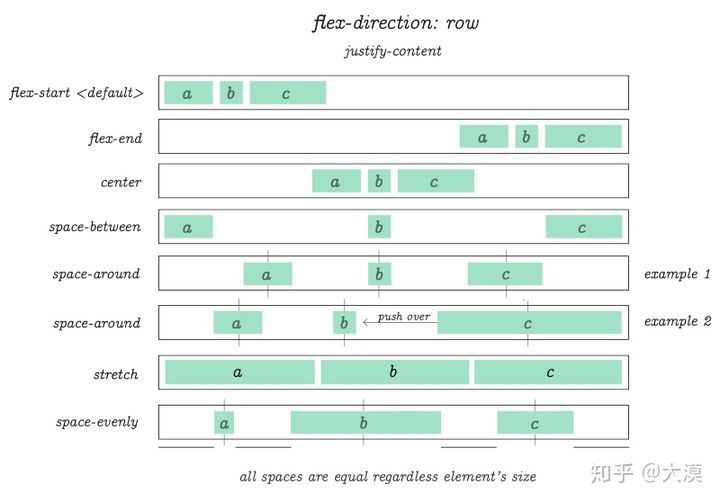 flex-direction: row
justify-content
flex-start <default>
a b c
flex-end
a b c
center
a b c
space-between
a b c
space-around
a b c
example 1
space-around
a b push over c
example 2
stretch
a b c
space-evenly
a b c
all spaces are equal regardless element's size
知乎 @大漠